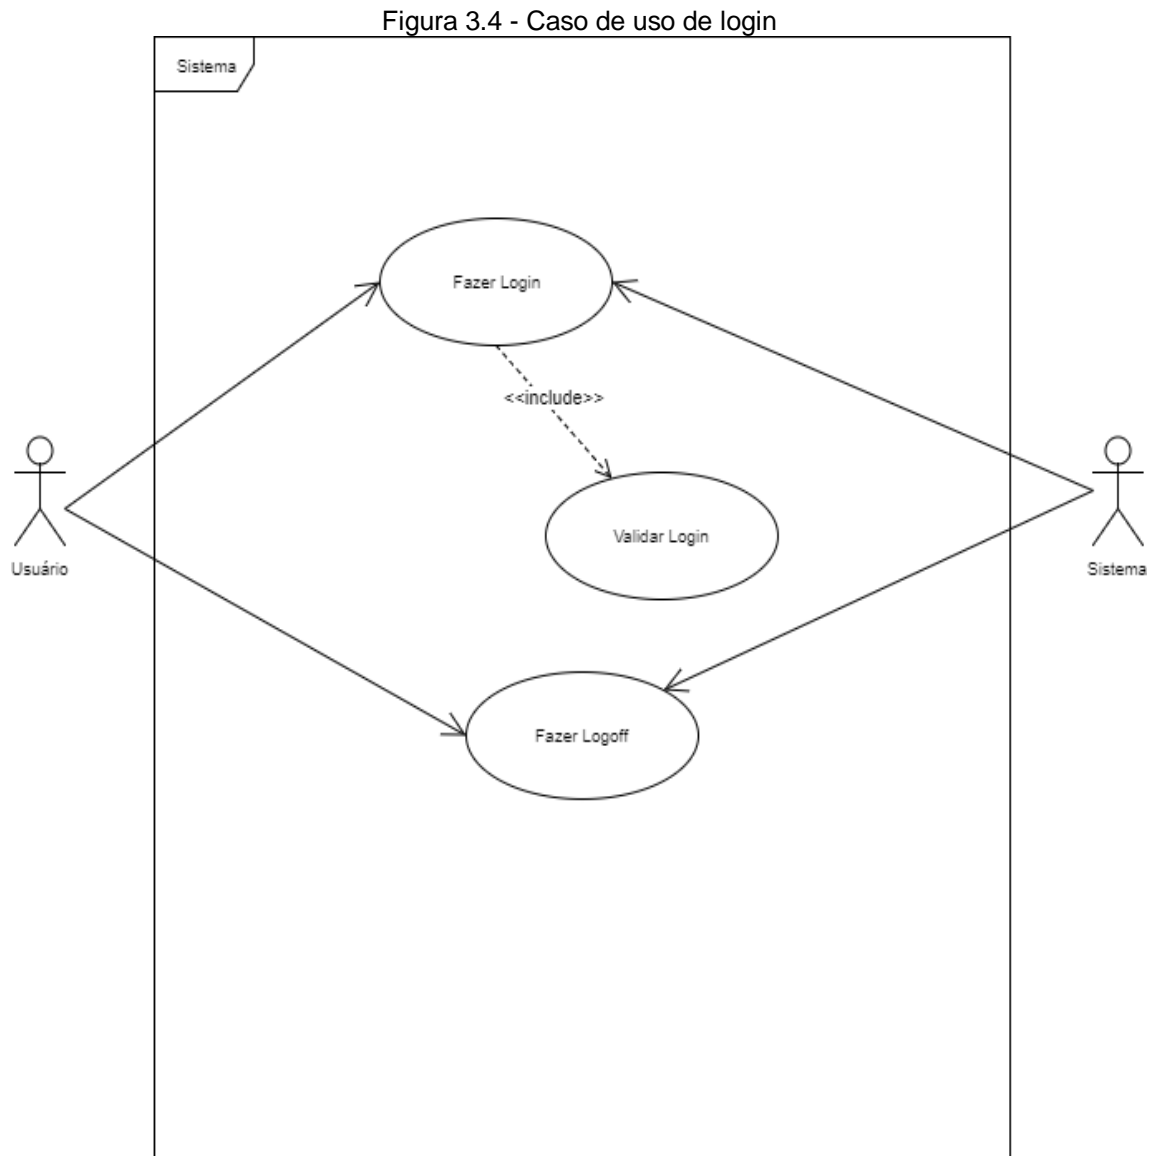 Figura 3.4 - Caso de uso de login
Sistema
Fazer Login
<<include>>
Validar Login
Usuário
Sistema
Fazer Logoff